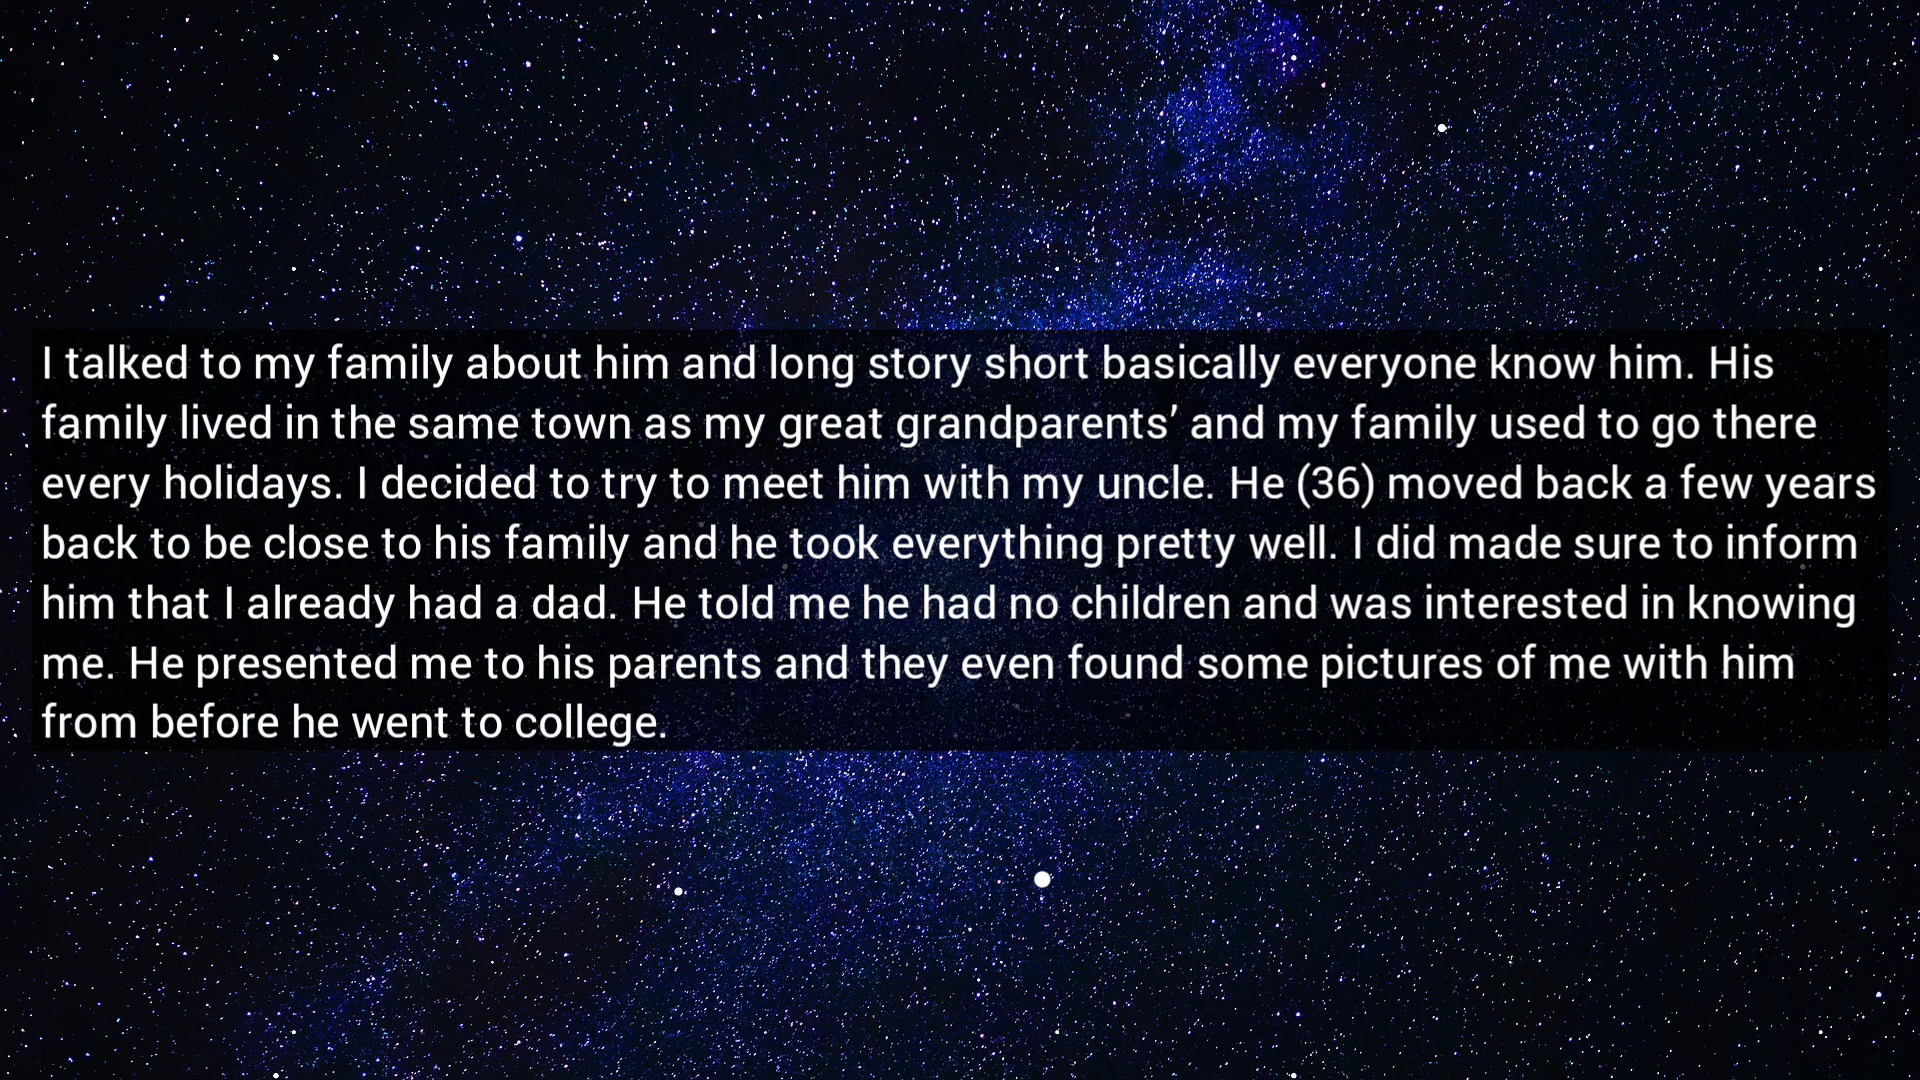 I talked to my family about him and long story short basically everyone know him. His
family lived in the same town as my great grandparents’ and my family used to go there
every holidays. I decided to try to meet him with my uncle. He (36) moved back a few years
back to be close to his family and he took everything pretty well. I did made sure to inform
him that I already had a dad. He told me he had no children and was interested in knowing
me. He presented me to his parents and they even found some pictures of me with him
from before he went to college.